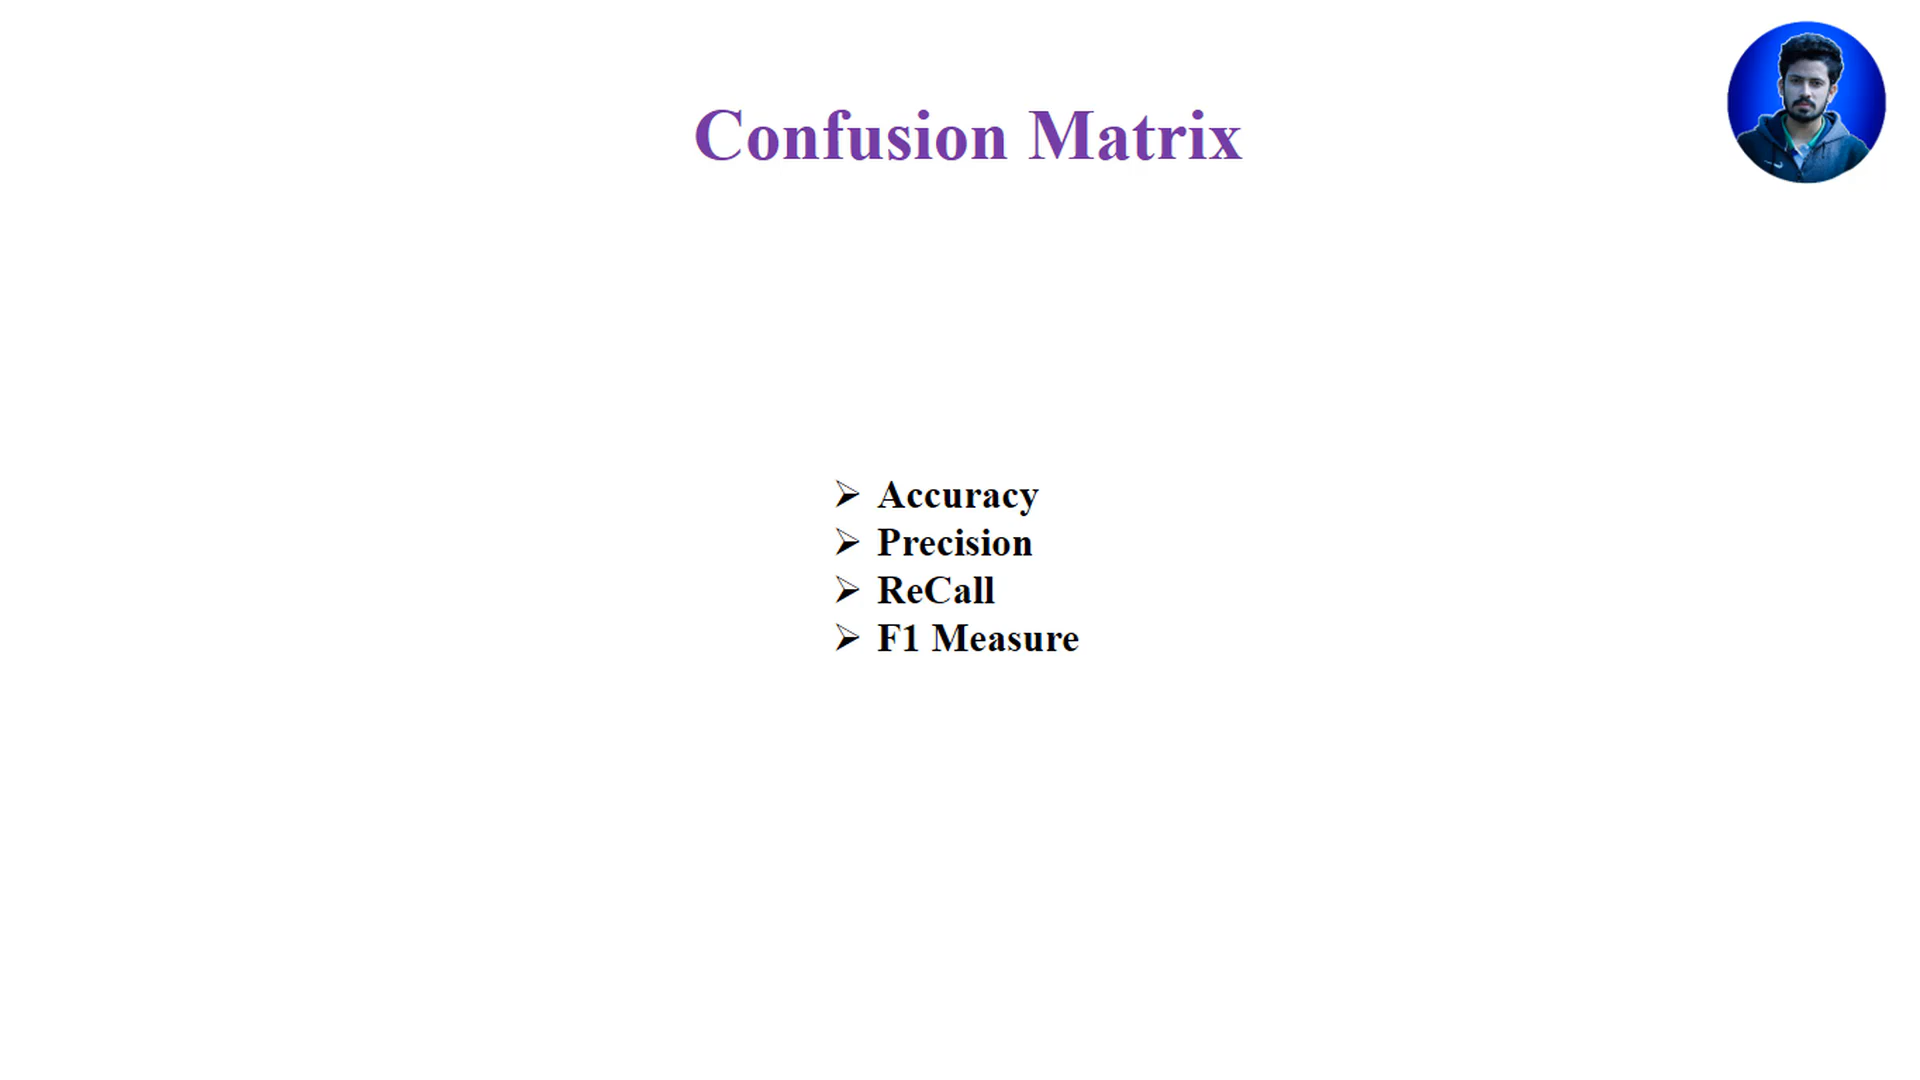 Confusion Matrix
➢ Accuracy
➢ Precision
➢ ReCall
➢ F1 Measure